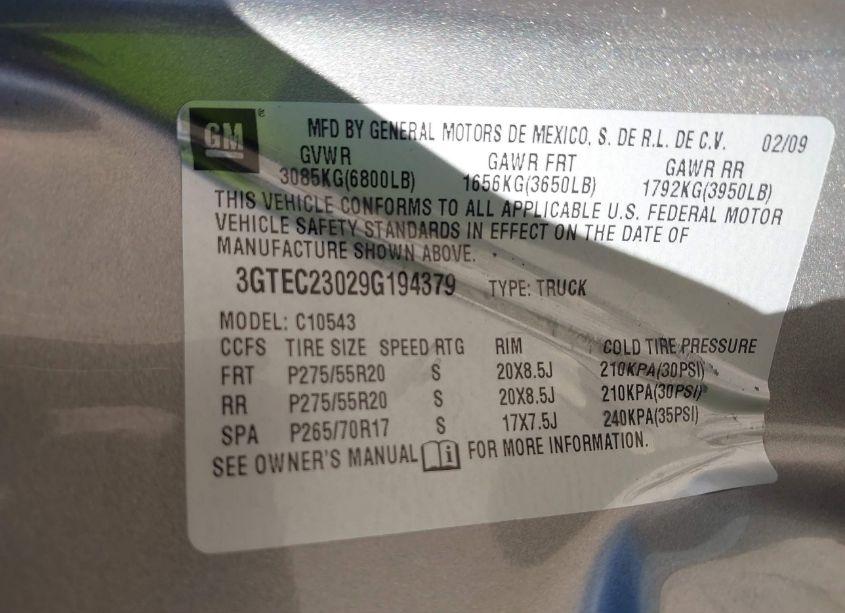 GM ® MFD BY GENERAL MOTORS DE MEXICO, S. DE R.L. DE C.V. 02/09
GVWR GAWR FRT GAWR RR
3085KG(6800LB) 1656KG(3650LB) 1792KG(3950LB)
THIS VEHICLE CONFORMS TO ALL APPLICABLE U.S. FEDERAL MOTOR
VEHICLE SAFETY STANDARDS IN EFFECT ON THE DATE OF
MANUFACTURE SHOWN ABOVE.
3GTEC23029G194379 TYPE: TRUCK
MODEL: C10543
CCFS TIRE SIZE SPEED RTG RIM COLD TIRE PRESSURE
FRT P275/55R20 S 20X8.5J 210KPA(30PSI)
RR P275/55R20 S 20X8.5J 210KPA(30PSI)
SPA P265/70R17 S 17X7.5J 240KPA(35PSI)
SEE OWNER'S MANUAL i FOR MORE INFORMATION.